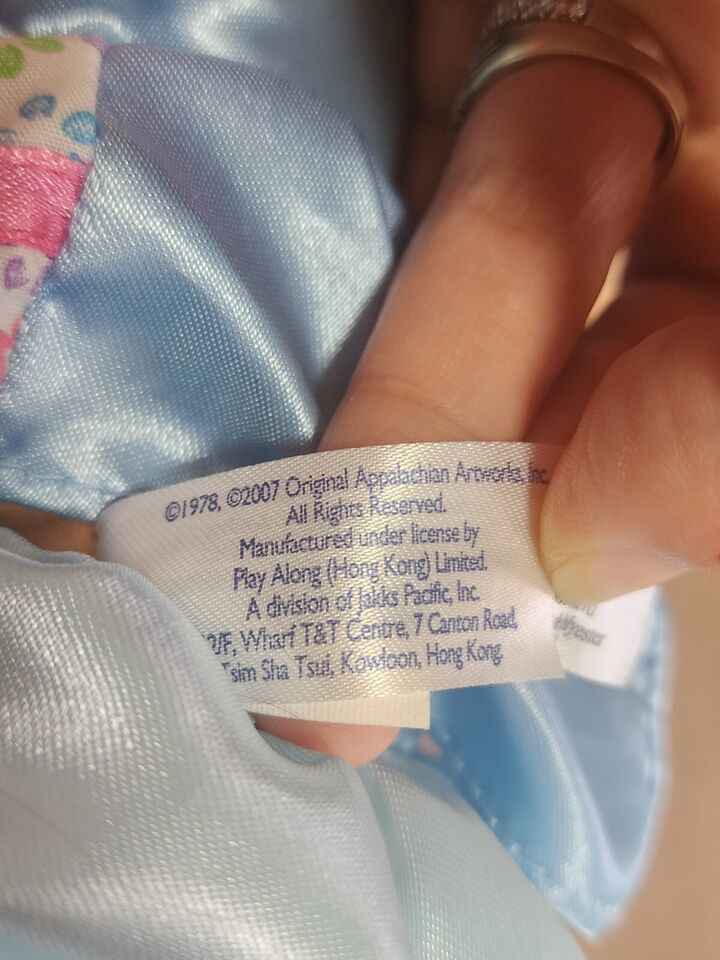 ©1978, ©2007 Original Appalachian Artworks, Inc.
All Rights Reserved.
Manufactured under license by
Play Along (Hong Kong) Limited.
A division of Jakks Pacific, Inc.
Wharf T&T Centre, 7 Canton Road,
Tsim Sha Tsui, Kowloon, Hong Kong.